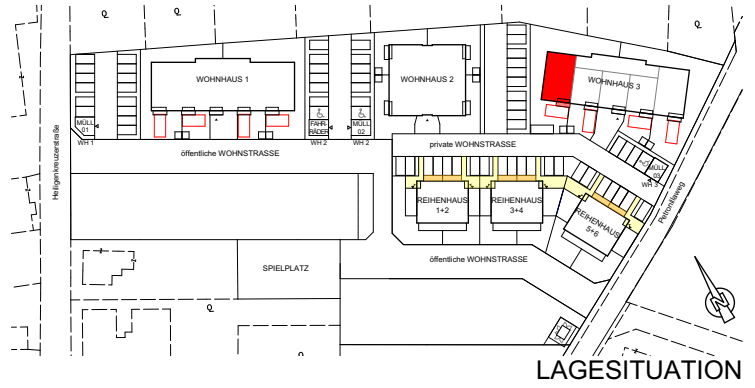 Q
WOHNHAUS 1
WOHNHAUS 2
WOHNHAUS 3
MÜLL
01
WH 1
FAHR-
RÄDER
WH 2
MÜLL
02
WH 2
öffentliche WOHNSTRASSE
private WOHNSTRASSE
MÜLL
03
WH 3
Heiligenkreuzerstraße
Petronillaweg
REIHENHAUS
1+2
REIHENHAUS
3+4
REIHENHAUS
5+6
SPIELPLATZ
öffentliche WOHNSTRASSE
Q
Q
N
LAGESITUATION